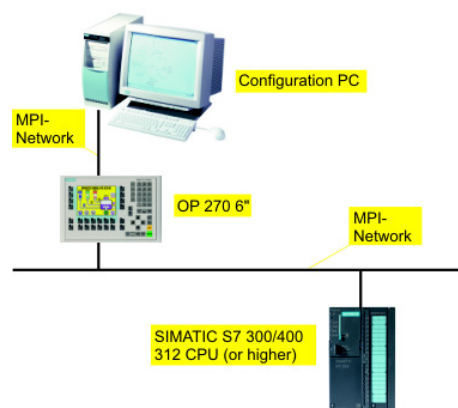 Configuration PC
MPI-
Network
OP 270 6"
MPI-
Network
SIMATIC S7 300/400
312 CPU (or higher)